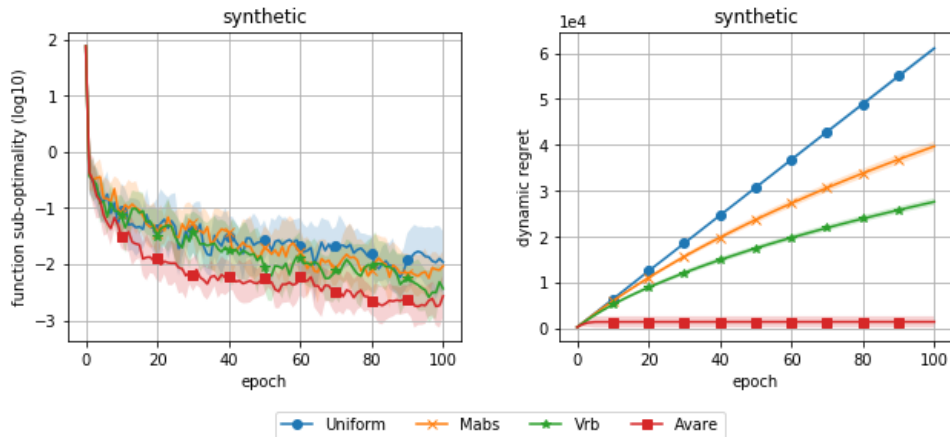 synthetic
function sub-optimality (log10)
2
1
0
−1
−2
−3
0 20 40 60 80 100
epoch
synthetic
1e4
dynamic regret
6
5
4
3
2
1
0
0 20 40 60 80 100
epoch
Uniform Mabs Vrb Avare